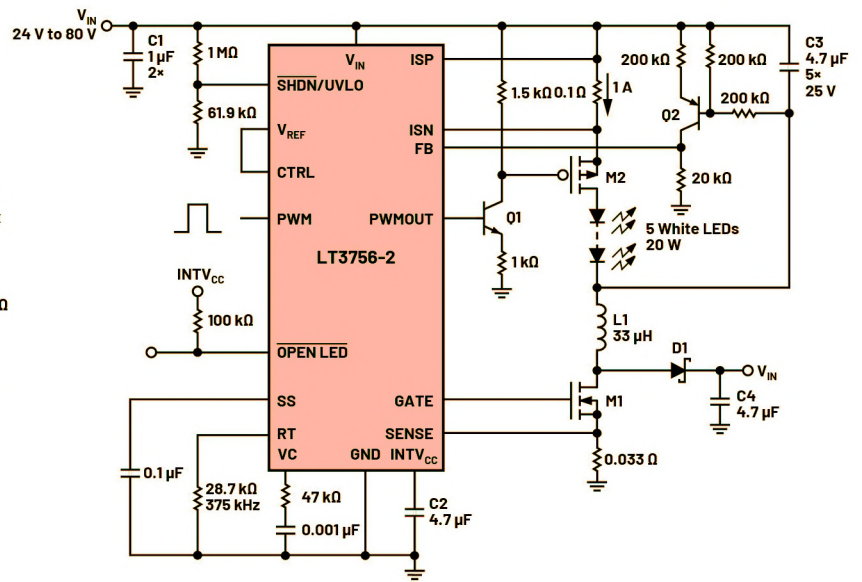 VIN
24 V to 80 V
C1
1 µF
2×
1 MΩ
61.9 kΩ
VIN
SHDN/UVLO
VREF
CTRL
PWM
INTVCC
100 kΩ
OPEN LED
SS
RT
VC
GND
INTVCC
ISP
ISN
FB
PWMOUT
LT3756-2
GATE
SENSE
1.5 kΩ
0.1 Ω
1 A
200 kΩ
200 kΩ
200 kΩ
C3
4.7 µF
5×
25 V
Q2
20 kΩ
M2
Q1
1 kΩ
5 White LEDs
20 W
L1
33 µH
D1
VIN
C4
4.7 µF
M1
0.033 Ω
0.1 µF
28.7 kΩ
375 kHz
47 kΩ
0.001 µF
C2
4.7 µF
Ω